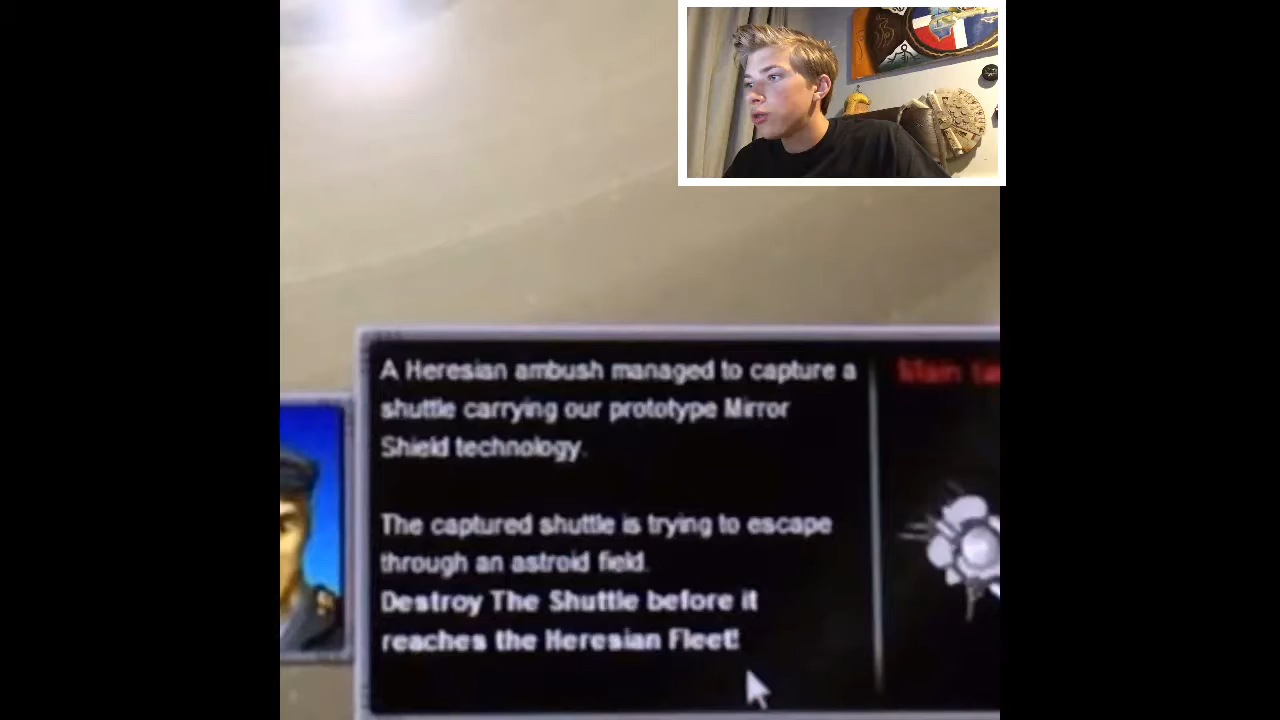 A Heresian ambush managed to capture a
shuttle carrying our prototype Mirror
Shield technology.
The captured shuttle is trying to escape
through an astroid field.
Destroy The Shuttle before it
reaches the Heresian Fleet!
Main